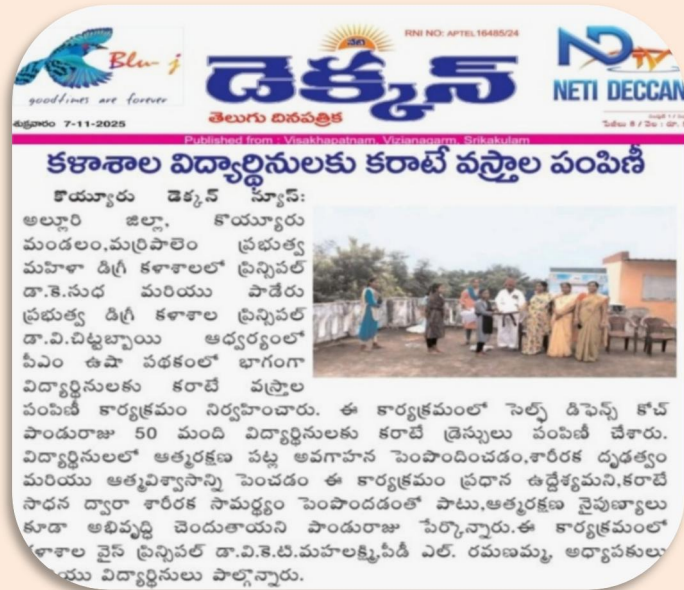 RNI NO: APTEL16485/24
Blu- j
goodtimes are forever
నేటి
డెక్కన్
తెలుగు దినపత్రిక
NETI DECCAN
శుక్రవారం 7-11-2025
Published from : Visakhapatnam, Vizianagarm, Srikakulam
కళాశాల విద్యార్థినులకు కరాటే వస్త్రాల పంపిణీ
కొయ్యూరు డెక్కన్ న్యూస్:
అల్లూరి జిల్లా, కొయ్యూరు
మండలం,మర్రిపాలెం ప్రభుత్వ
మహిళా డిగ్రీ కళాశాలలో ప్రిన్సిపల్
డా.కె.సుధ మరియు పాడేరు
ప్రభుత్వ డిగ్రీ కళాశాల ప్రిన్సిపల్
డా.వి.చిట్టబ్బాయి ఆధ్వర్యంలో
పీఎం ఉషా పథకంలో భాగంగా
విద్యార్థినులకు కరాటే వస్త్రాల
పంపిణీ కార్యక్రమం నిర్వహించారు. ఈ కార్యక్రమంలో సెల్ఫ్ డిఫెన్స్ కోచ్
పాండురాజు 50 మంది విద్యార్థినులకు కరాటే డ్రెస్సులు పంపిణీ చేశారు.
విద్యార్థినులలో ఆత్మరక్షణ పట్ల అవగాహన పెంపొందించడం,శారీరక దృఢత్వం
మరియు ఆత్మవిశ్వాసాన్ని పెంచడం ఈ కార్యక్రమం ప్రధాన ఉద్దేశ్యమని,కరాటే
సాధన ద్వారా శారీరక సామర్థ్యం పెంపొందడంతో పాటు,ఆత్మరక్షణ నైపుణ్యాలు
కూడా అభివృద్ధి చెందుతాయని పాండురాజు పేర్కొన్నారు.ఈ కార్యక్రమంలో
కళాశాల వైస్ ప్రిన్సిపల్ డా.వి.కె.టి.మహలక్ష్మి,పీడీ ఎల్. రమణమ్మ, అధ్యాపకులు
విద్యార్థినులు పాల్గొన్నారు.